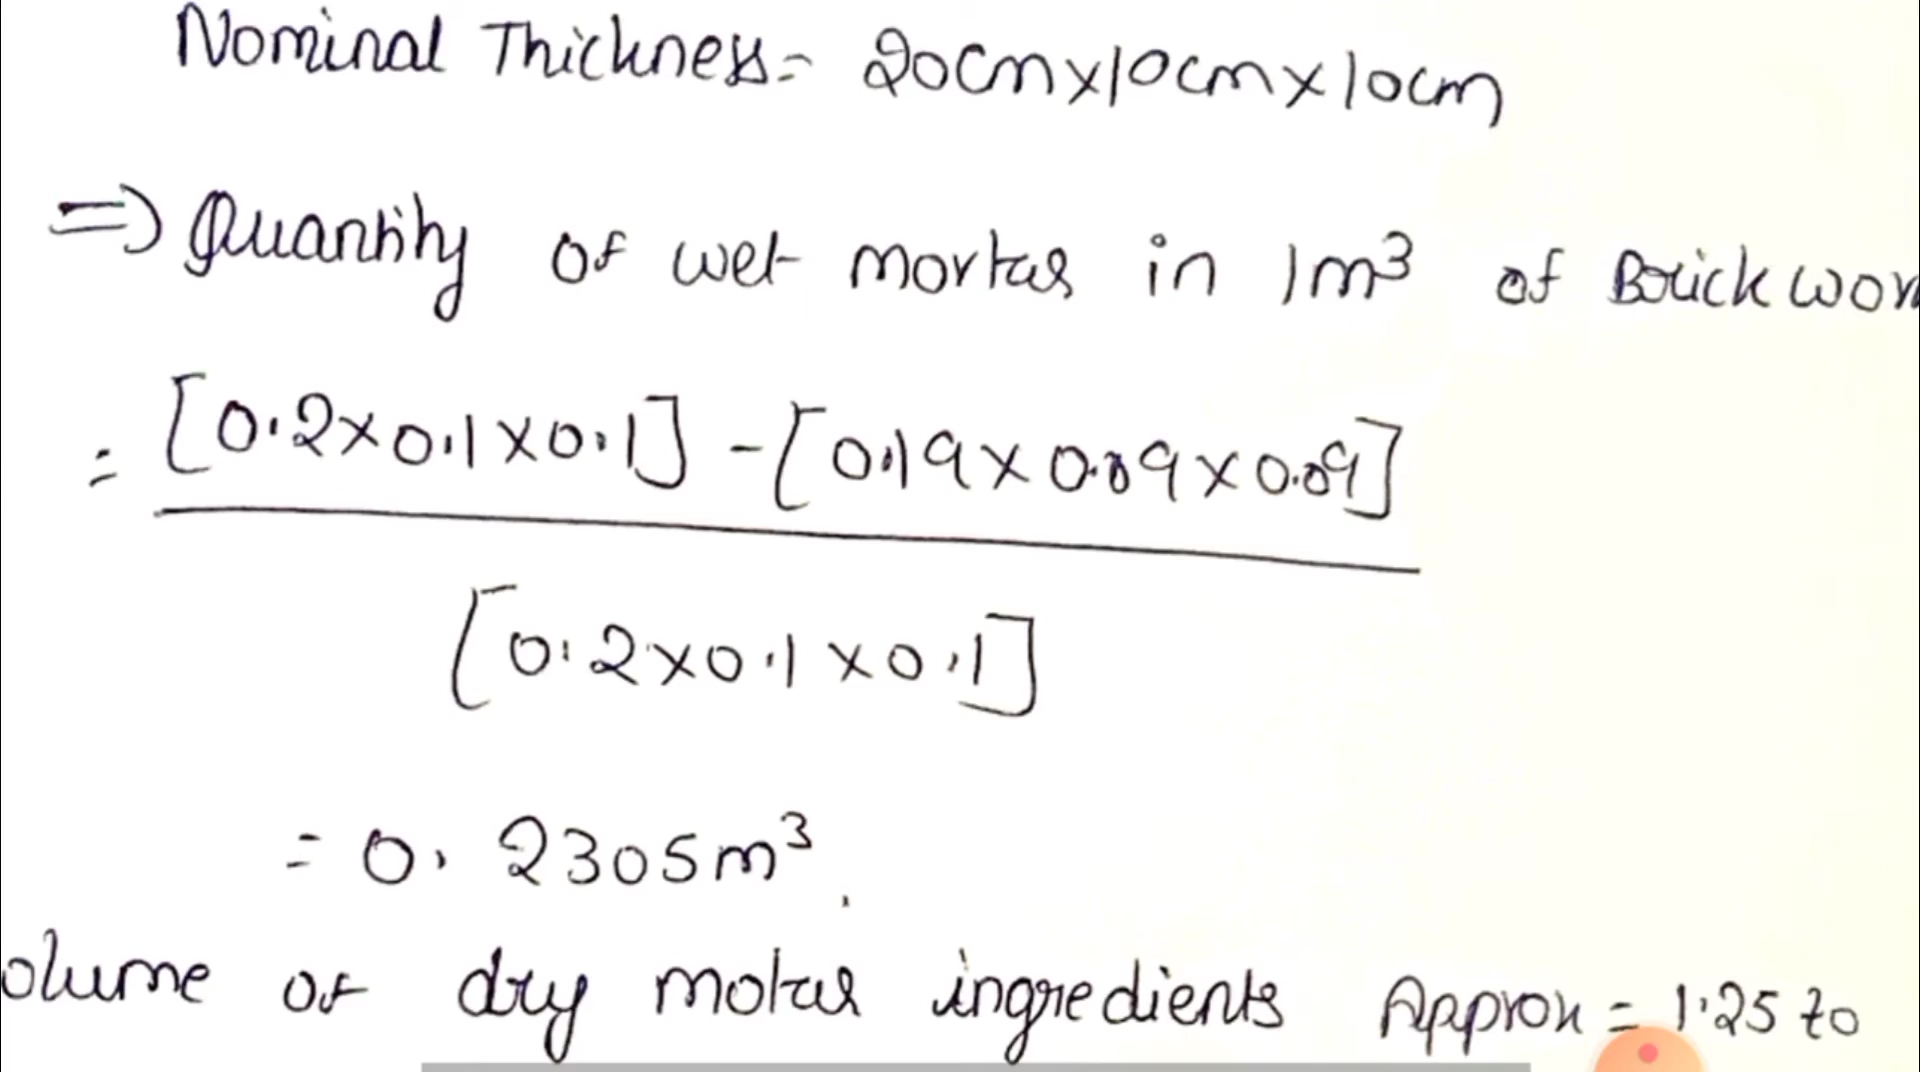 Nominal Thickness = 20cm x 10cm x 10cm
=> Quantity of wet mortar in 1m³ of Brick wor
= [0.2 x 0.1 x 0.1] - [0.19 x 0.09 x 0.09]
[0.2 x 0.1 x 0.1]
= 0.2305m³.
olume of dry motar ingredients Approx = 1.25 to